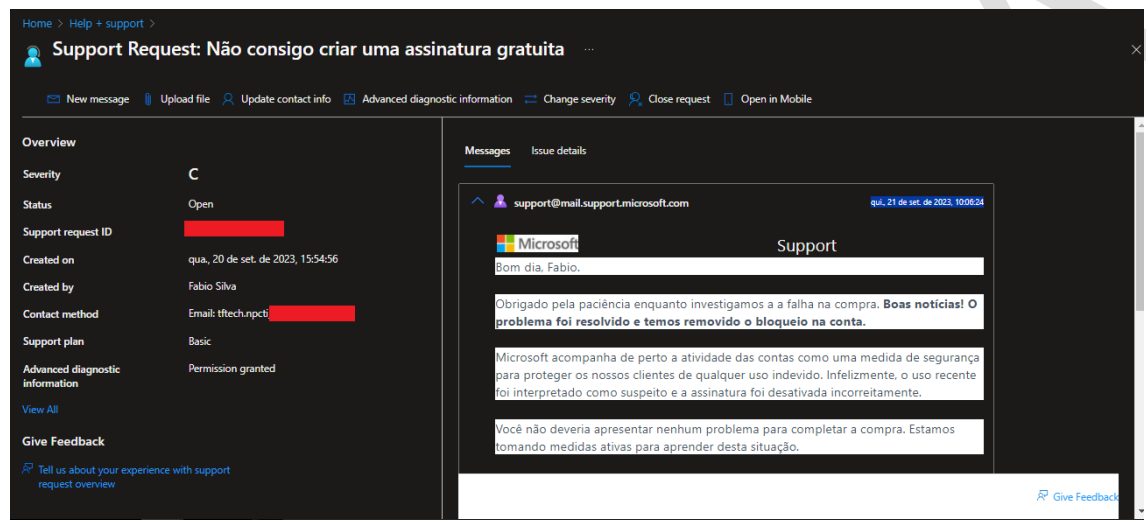 Home > Help + support >
Support Request: Não consigo criar uma assinatura gratuita ...
New message Upload file Update contact info Advanced diagnostic information Change severity Close request Open in Mobile
Overview
Severity C
Status Open
Support request ID
Created on qua., 20 de set. de 2023, 15:54:56
Created by Fabio Silva
Contact method Email: tftech.npcti
Support plan Basic
Advanced diagnostic Permission granted
information
View All
Give Feedback
Tell us about your experience with support
request overview
Messages Issue details
support@mail.support.microsoft.com qui., 21 de set. de 2023, 10:06:24
Microsoft Support
Bom dia, Fabio.
Obrigado pela paciência enquanto investigamos a a falha na compra. Boas notícias! O
problema foi resolvido e temos removido o bloqueio na conta.
Microsoft acompanha de perto a atividade das contas como uma medida de segurança
para proteger os nossos clientes de qualquer uso indevido. Infelizmente, o uso recente
foi interpretado como suspeito e a assinatura foi desativada incorreitamente.
Você não deveria apresentar nenhum problema para completar a compra. Estamos
tomando medidas ativas para aprender desta situação.
Give Feedback